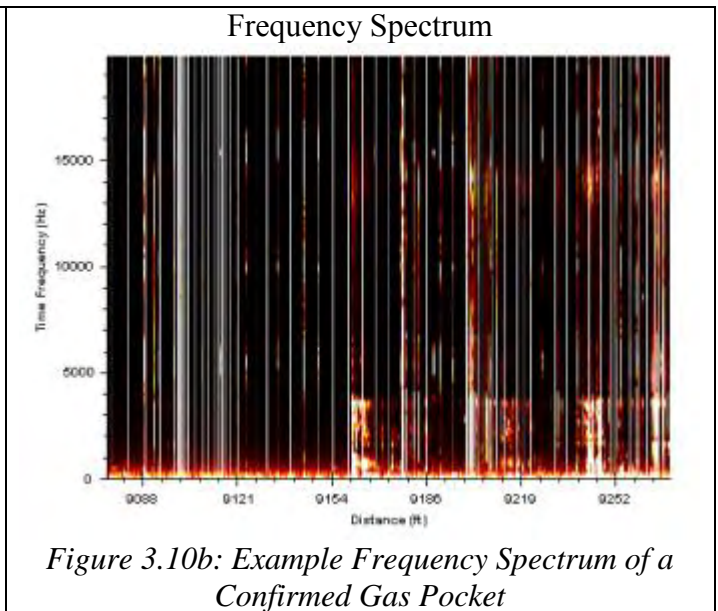 Frequency Spectrum
Time Frequency (Hz)
15000
10000
5000
0
9088 9121 9154 9186 9219 9252
Distance (ft)
Figure 3.10b: Example Frequency Spectrum of a
Confirmed Gas Pocket